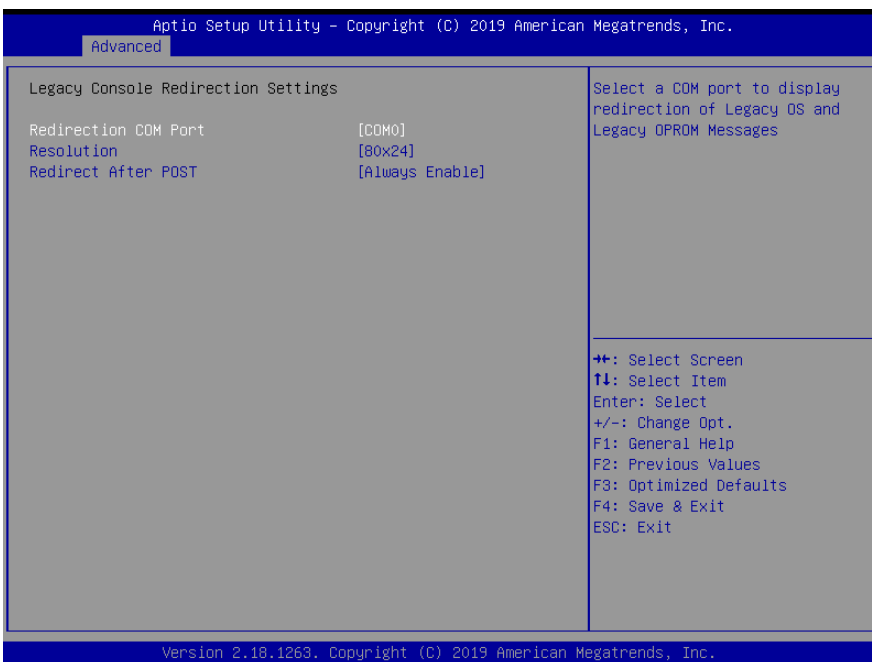 Aptio Setup Utility – Copyright (C) 2019 American Megatrends, Inc.
Advanced
Legacy Console Redirection Settings
Redirection COM Port [COM0]
Resolution [80x24]
Redirect After POST [Always Enable]
Select a COM port to display
redirection of Legacy OS and
Legacy OPROM Messages
→←: Select Screen
↑↓: Select Item
Enter: Select
+/-: Change Opt.
F1: General Help
F2: Previous Values
F3: Optimized Defaults
F4: Save & Exit
ESC: Exit
Version 2.18.1263. Copyright (C) 2019 American Megatrends, Inc.